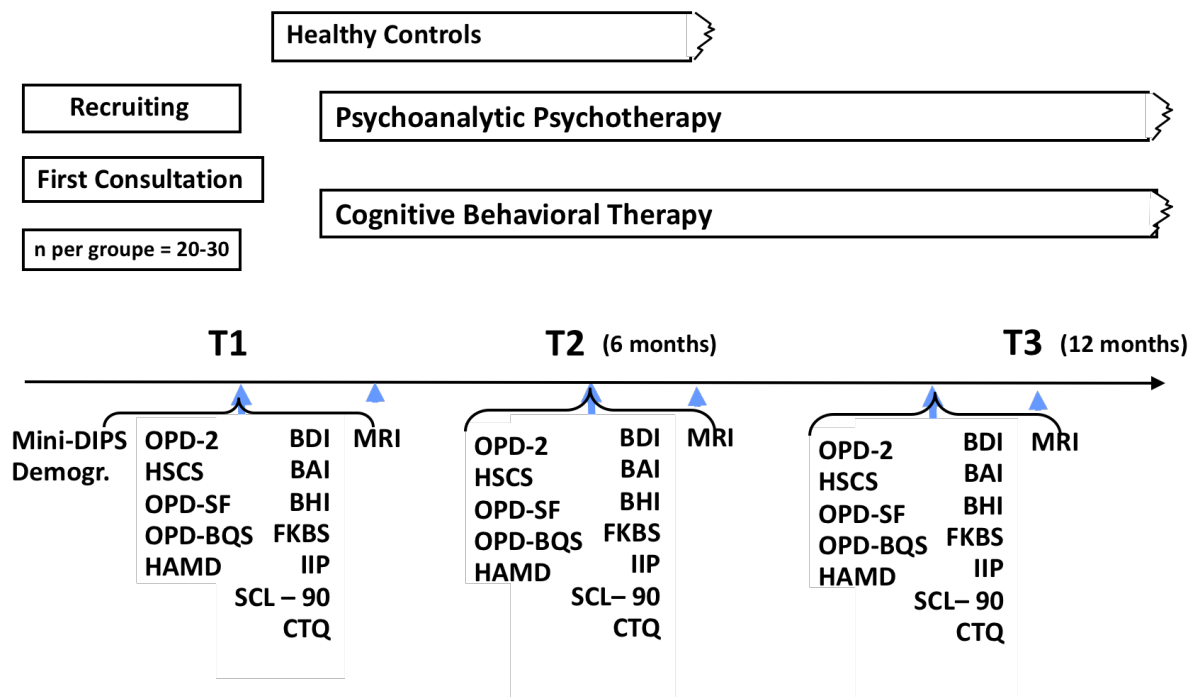 Healthy Controls
Recruiting
Psychoanalytic Psychotherapy
First Consultation
Cognitive Behavioral Therapy
n per groupe = 20-30
T1
T2 (6 months)
T3 (12 months)
Mini-DIPS
Demogr.
OPD-2
HSCS
OPD-SF
OPD-BQS
HAMD
BDI
BAI
BHI
FKBS
IIP
SCL – 90
CTQ
MRI
OPD-2
HSCS
OPD-SF
OPD-BQS
HAMD
BDI
BAI
BHI
FKBS
IIP
SCL– 90
CTQ
MRI
OPD-2
HSCS
OPD-SF
OPD-BQS
HAMD
BDI
BAI
BHI
FKBS
IIP
SCL– 90
CTQ
MRI